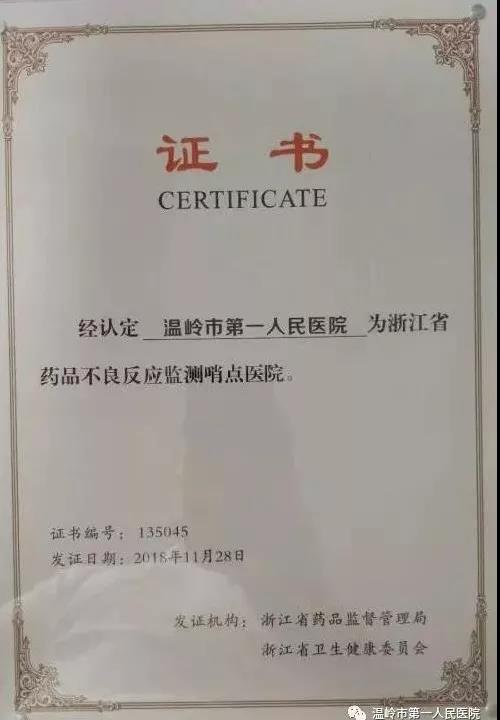 证书
CERTIFICATE
经认定 温岭市第一人民医院 为浙江省
药品不良反应监测哨点医院。
证书编号：135045
发证日期：2018年11月28日
发证机构：浙江省药品监督管理局
浙江省卫生健康委员会
温岭市第一人民医院